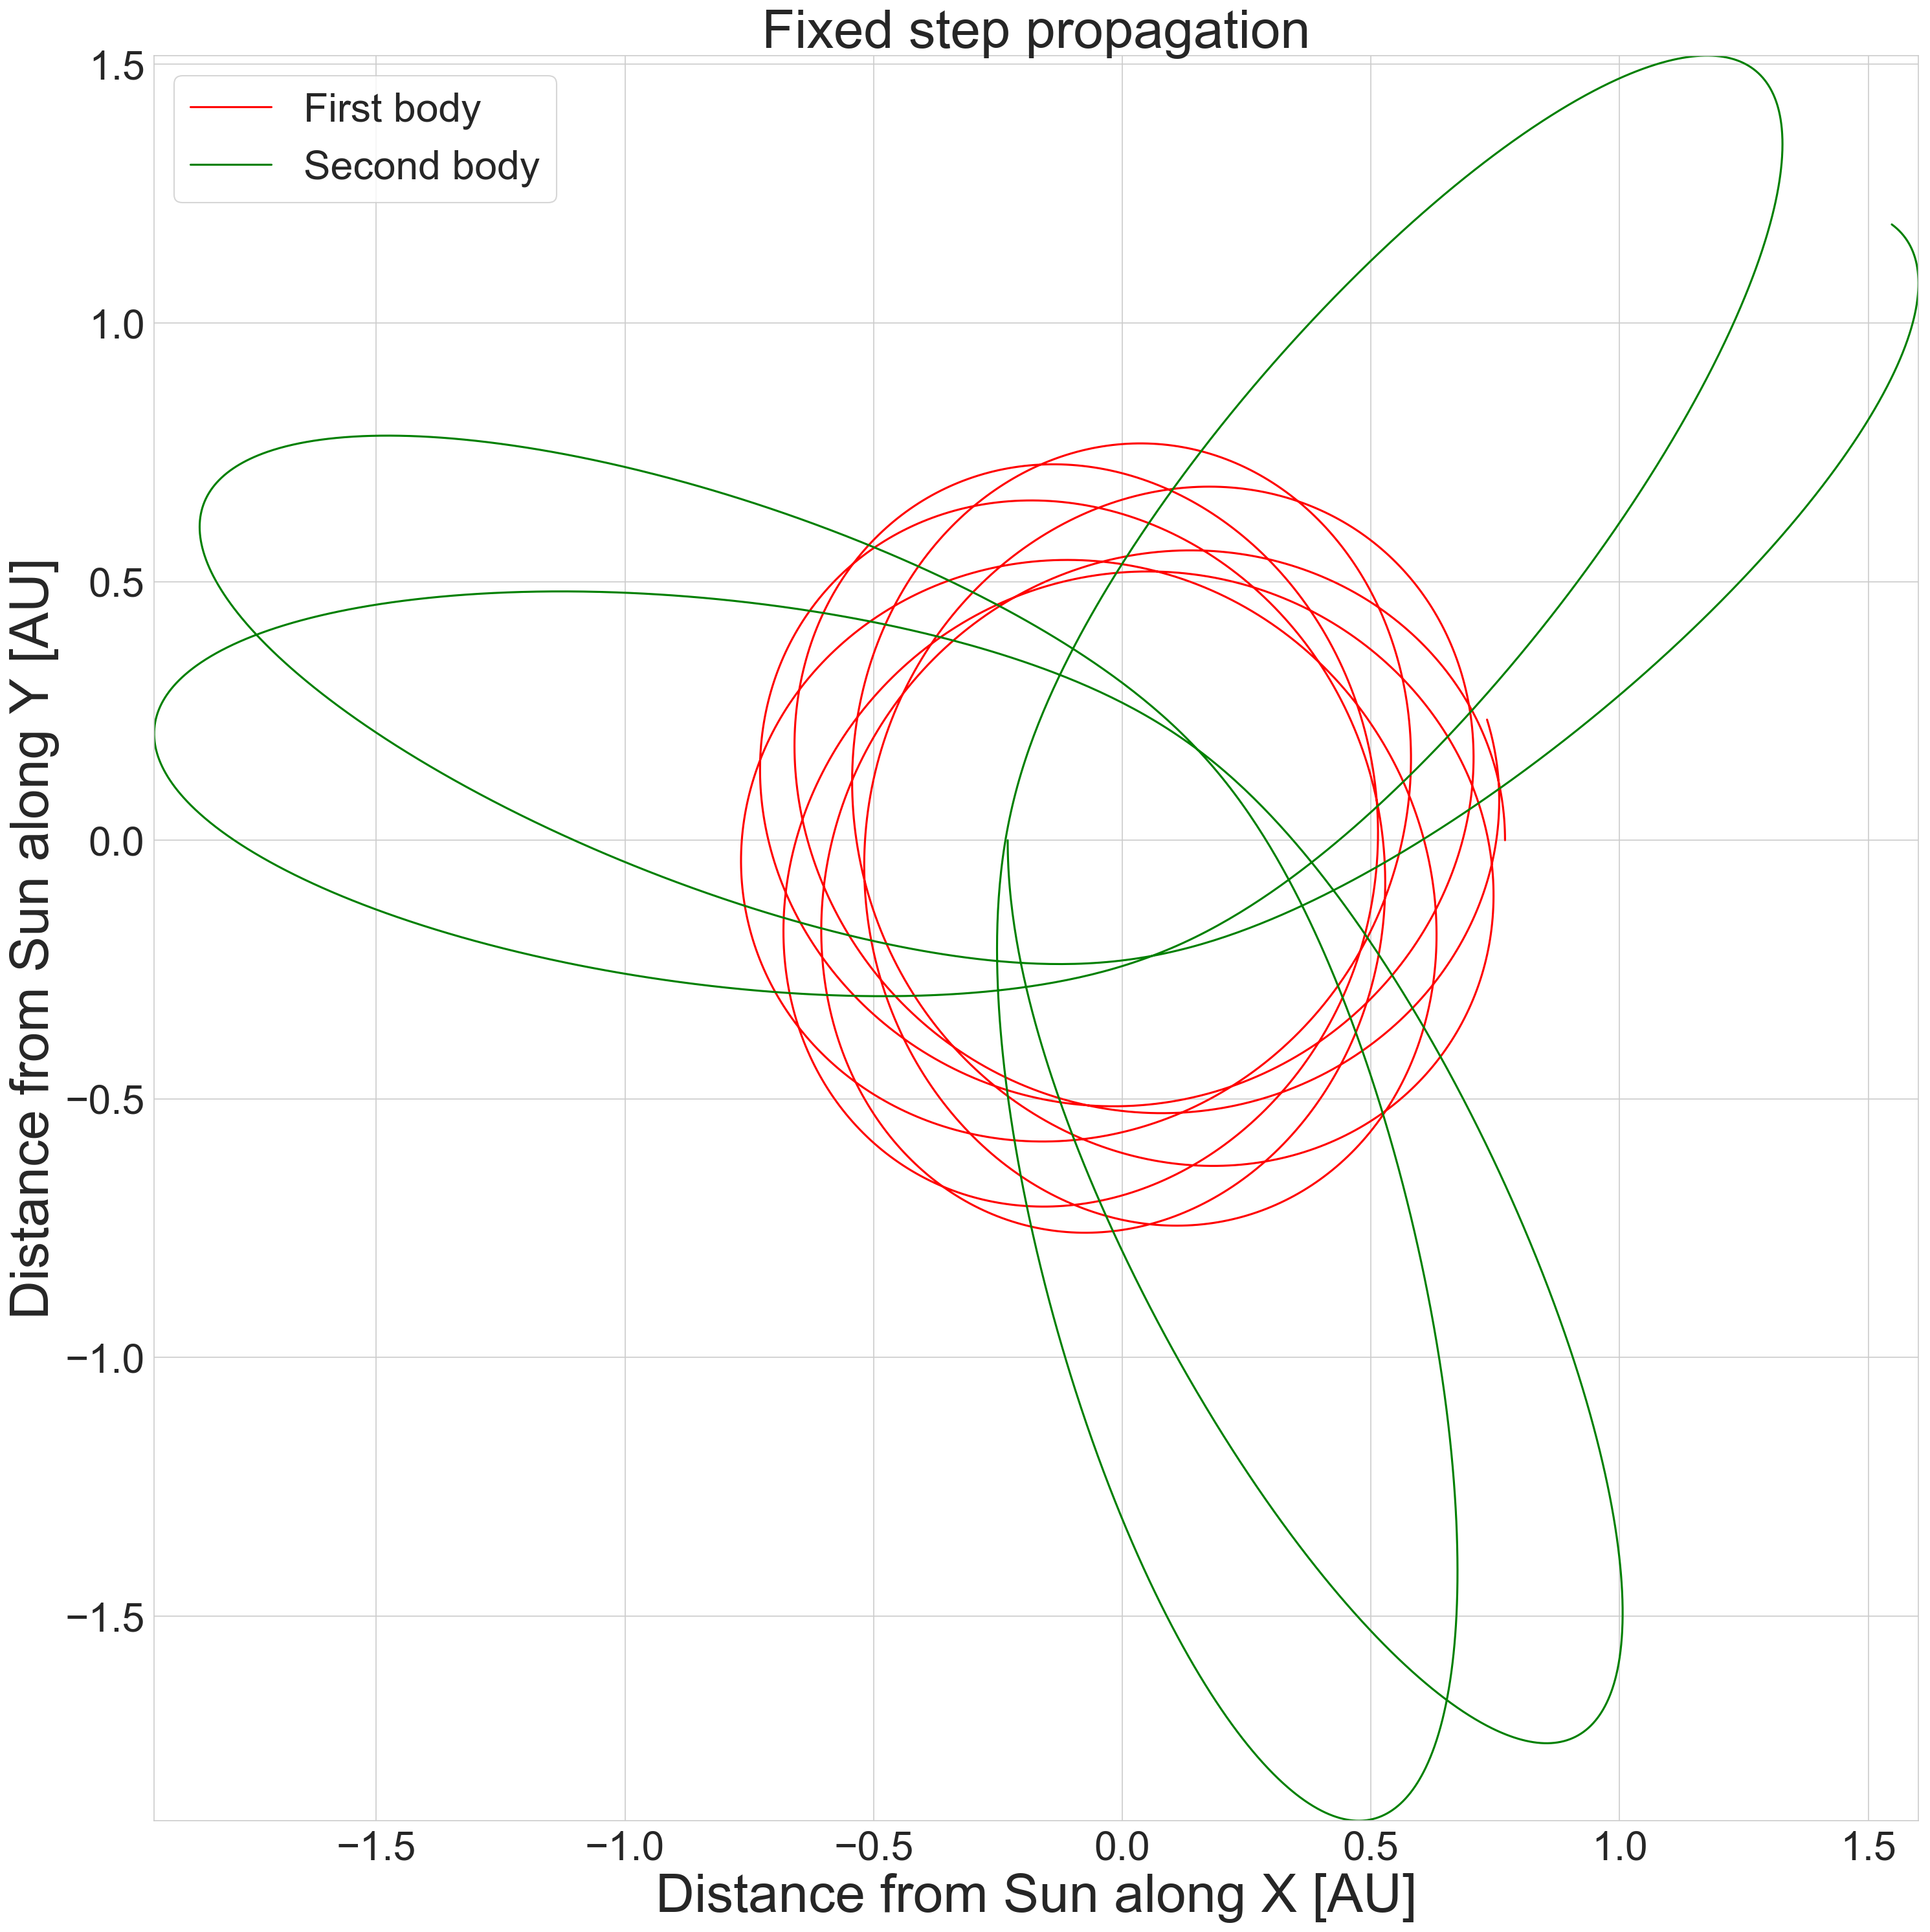 Fixed step propagation
First body
Second body
Distance from Sun along Y [AU]
1.5
1.0
0.5
0.0
−0.5
−1.0
−1.5
−1.5
−1.0
−0.5
0.0
0.5
1.0
1.5
Distance from Sun along X [AU]